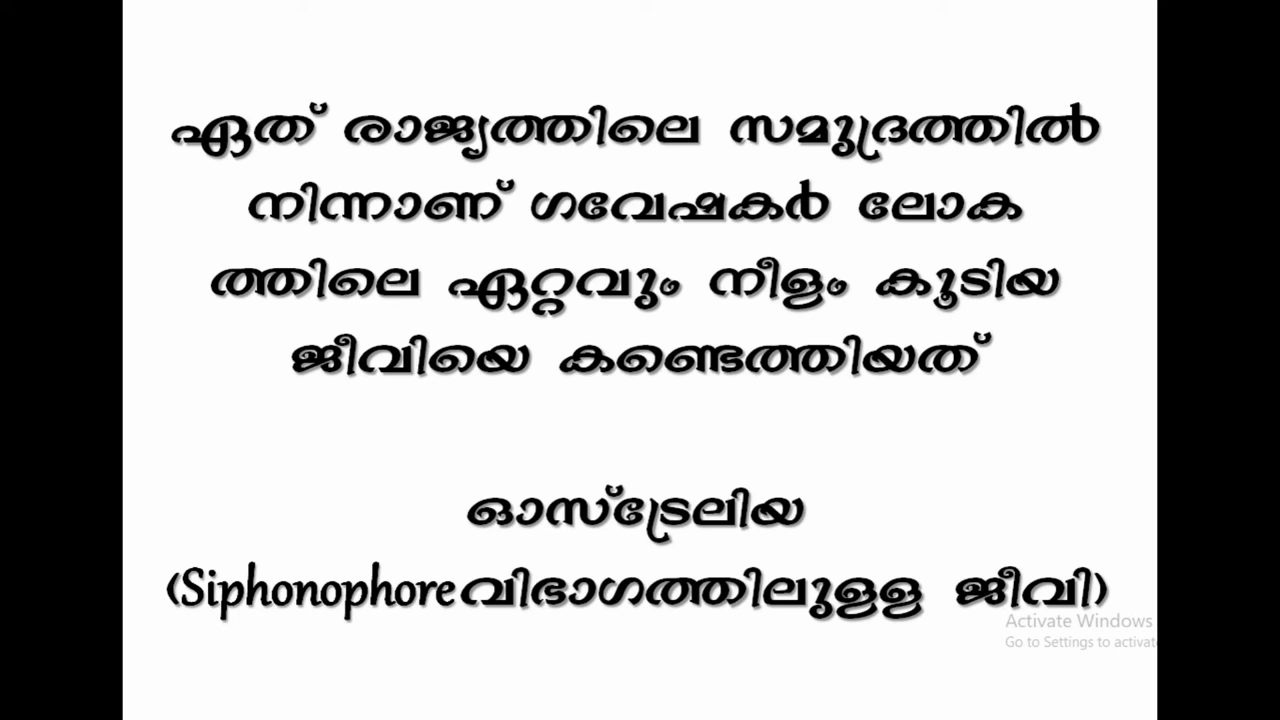 ഏത് രാജ്യത്തിലെ സമുദ്രത്തിൽ
നിന്നാണ് ഗവേഷകർ ലോക
ത്തിലെ ഏറ്റവും നീളം കൂടിയ
ജീവിയെ കണ്ടെത്തിയത്
ഓസ്ട്രേലിയ
(Siphonophoreവിഭാഗത്തിലുള്ള ജീവി)
Activate Windows
Go to Settings to activat